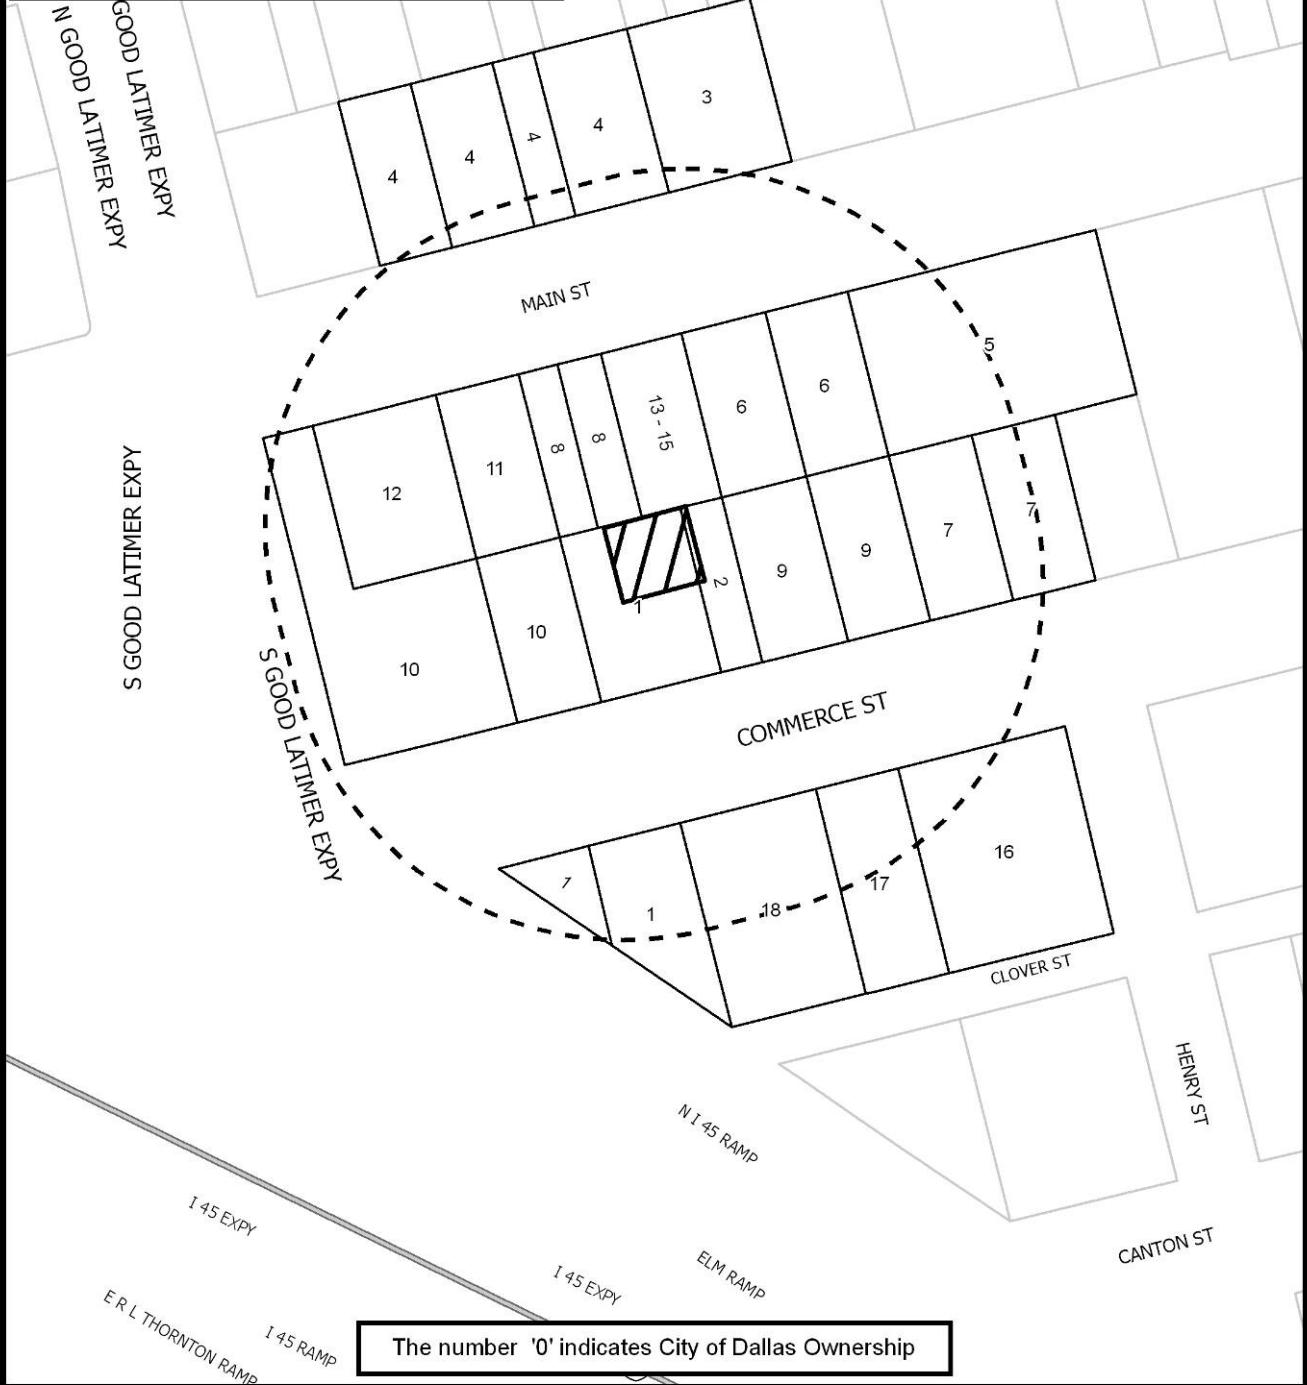 N GOOD LATIMER EXPY
GOOD LATIMER EXPY
3
4
4
4
4
MAIN ST
5
6
6
13 - 15
8
8
11
12
S GOOD LATIMER EXPY
7
7
9
9
2
1
10
10
S GOOD LATIMER EXPY
COMMERCE ST
16
17
18
1
1
CLOVER ST
HENRY ST
N I 45 RAMP
CANTON ST
I 45 EXPY
ELM RAMP
I 45 EXPY
E R L THORNTON RAMP
I 45 RAMP
The number '0' indicates City of Dallas Ownership